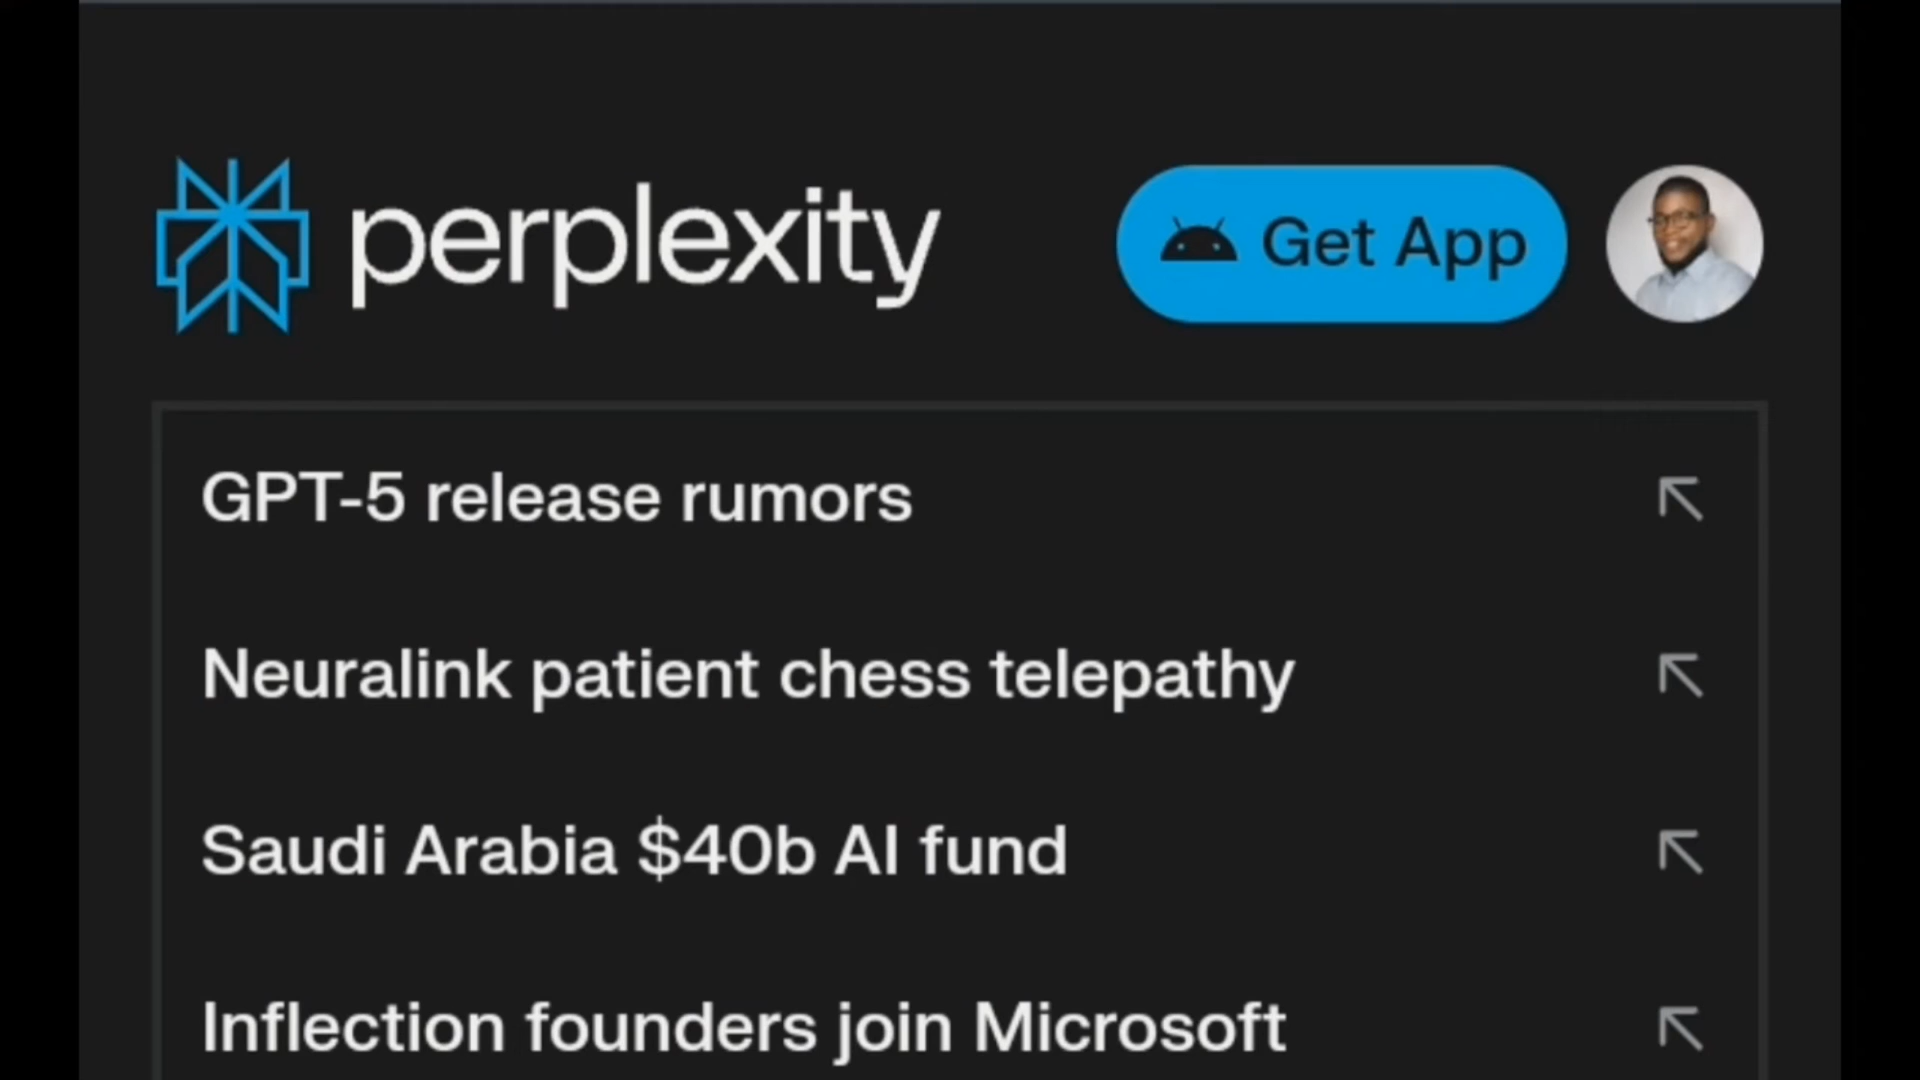 perplexity
Get App
GPT-5 release rumors
Neuralink patient chess telepathy
Saudi Arabia $40b AI fund
Inflection founders join Microsoft